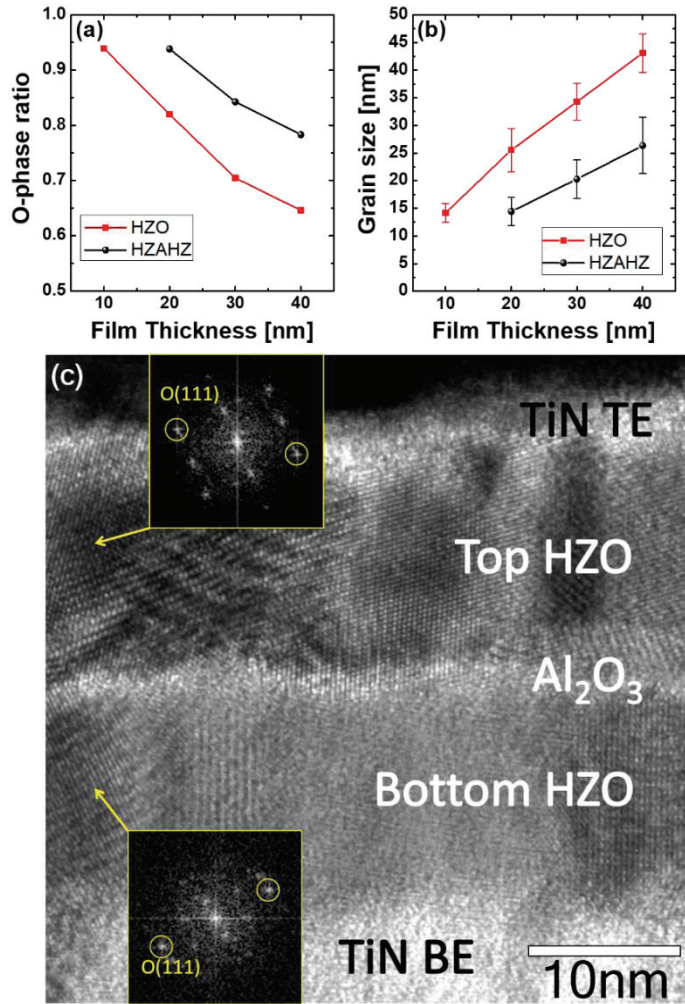 (a)
O-phase ratio
1.0
0.9
0.8
0.7
0.6
0.5
HZO
HZAHZ
10 20 30 40
Film Thickness [nm]
(b)
Grain size [nm]
50
45
40
35
30
25
20
15
10
5
0
HZO
HZAHZ
10 20 30 40
Film Thickness [nm]
(c)
O(111)
TiN TE
Top HZO
Al₂O₃
Bottom HZO
O(111)
TiN BE
10nm